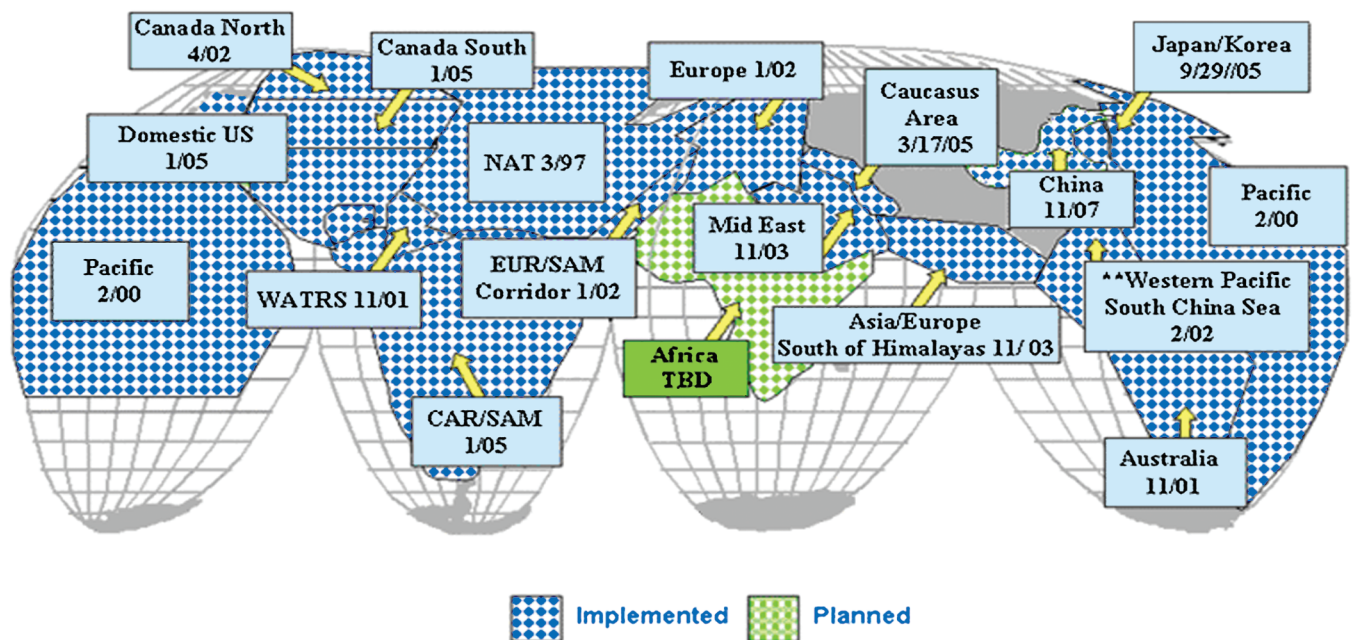 Canada North
4/02
Canada South
1/05
Europe 1/02
Japan/Korea
9/29//05
Caucasus
Area
3/17/05
Domestic US
1/05
NAT 3/97
China
11/07
Pacific
2/00
Mid East
11/03
Pacific
2/00
EUR/SAM
Corridor 1/02
WATRS 11/01
**Western Pacific
South China Sea
2/02
Asia/Europe
South of Himalayas 11/ 03
Africa
TBD
CAR/SAM
1/05
Australia
11/01
Implemented
Planned